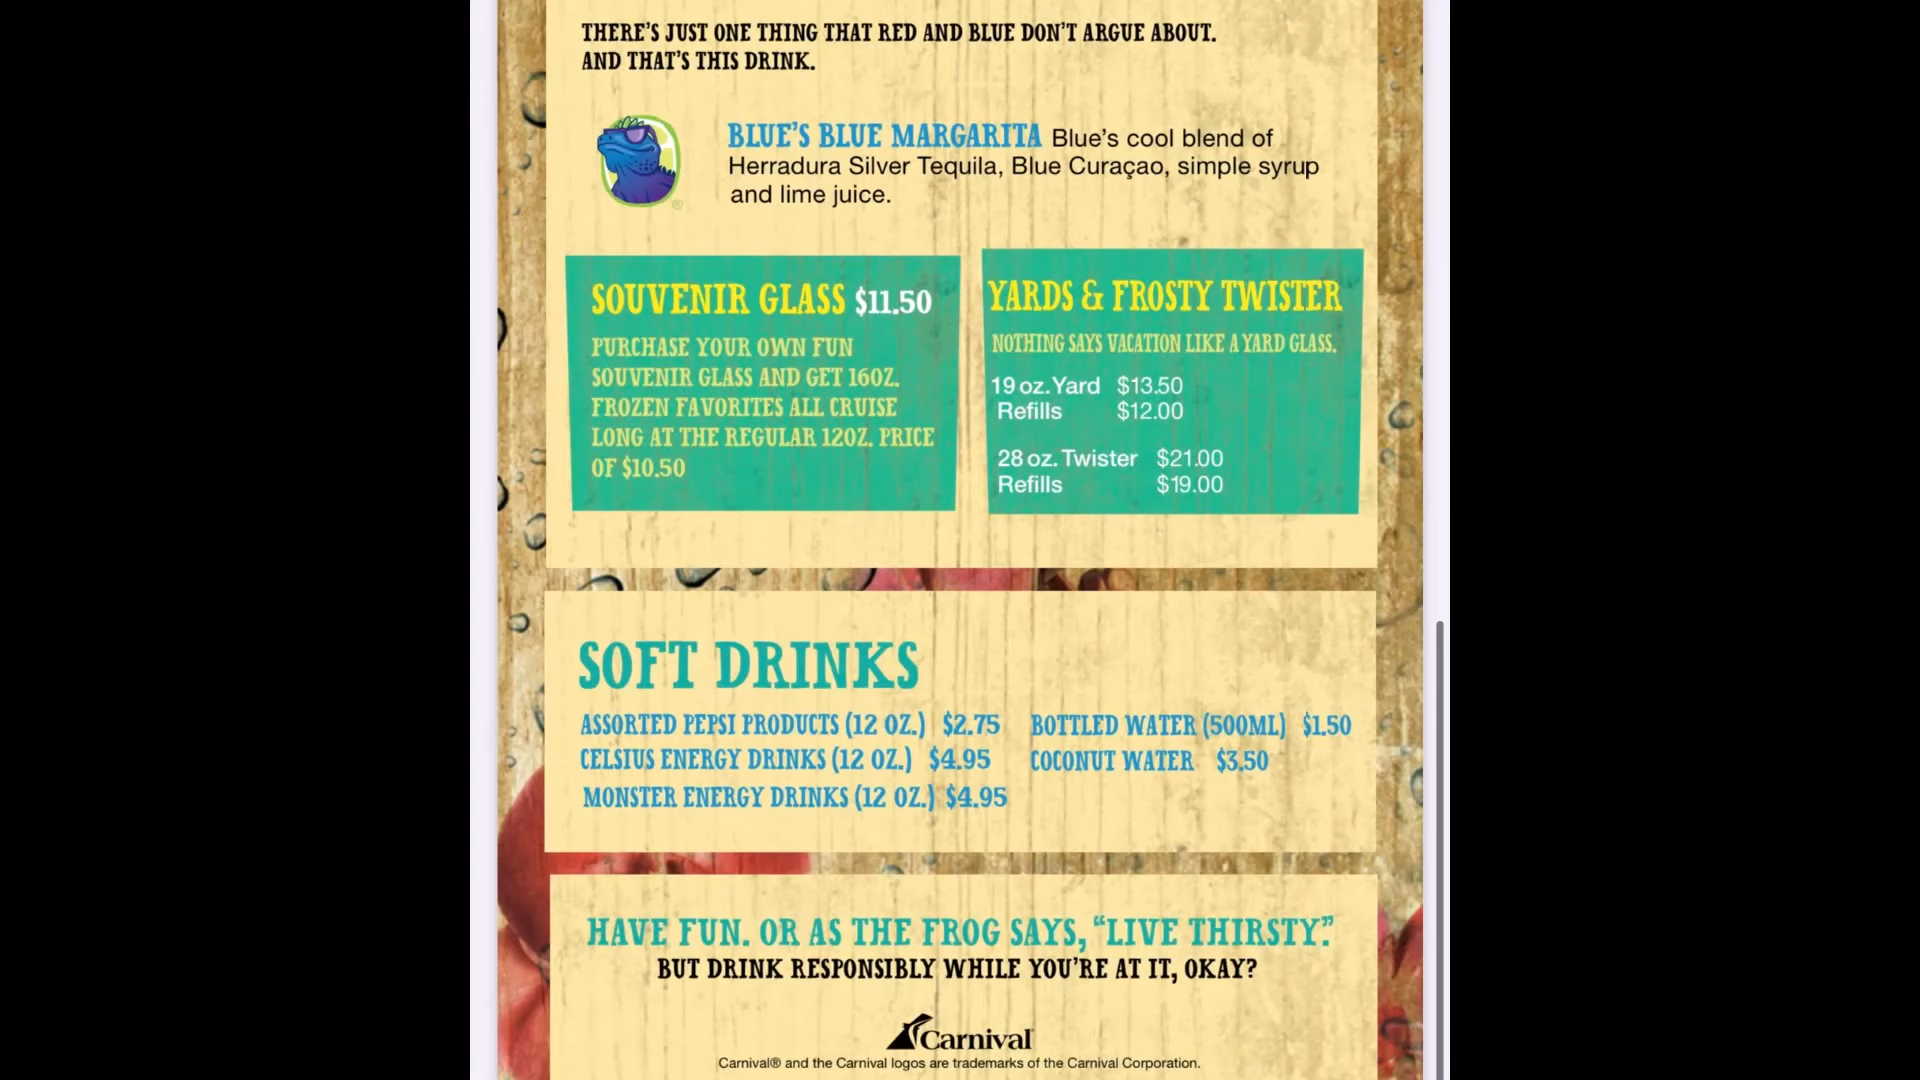 THERE'S JUST ONE THING THAT RED AND BLUE DON'T ARGUE ABOUT.
AND THAT'S THIS DRINK.
BLUE'S BLUE MARGARITA Blue's cool blend of
Herradura Silver Tequila, Blue Curaçao, simple syrup
and lime juice.
®
SOUVENIR GLASS $11.50
PURCHASE YOUR OWN FUN
SOUVENIR GLASS AND GET 16OZ.
FROZEN FAVORITES ALL CRUISE
LONG AT THE REGULAR 12OZ. PRICE
OF $10.50
YARDS & FROSTY TWISTER
NOTHING SAYS VACATION LIKE A YARD GLASS.
19 oz. Yard $13.50
Refills $12.00
28 oz. Twister $21.00
Refills $19.00
SOFT DRINKS
ASSORTED PEPSI PRODUCTS (12 OZ.) $2.75
CELSIUS ENERGY DRINKS (12 OZ.) $4.95
MONSTER ENERGY DRINKS (12 OZ.) $4.95
BOTTLED WATER (500ML) $1.50
COCONUT WATER $3.50
HAVE FUN. OR AS THE FROG SAYS, “LIVE THIRSTY.”
BUT DRINK RESPONSIBLY WHILE YOU'RE AT IT, OKAY?
Carnival
Carnival® and the Carnival logos are trademarks of the Carnival Corporation.